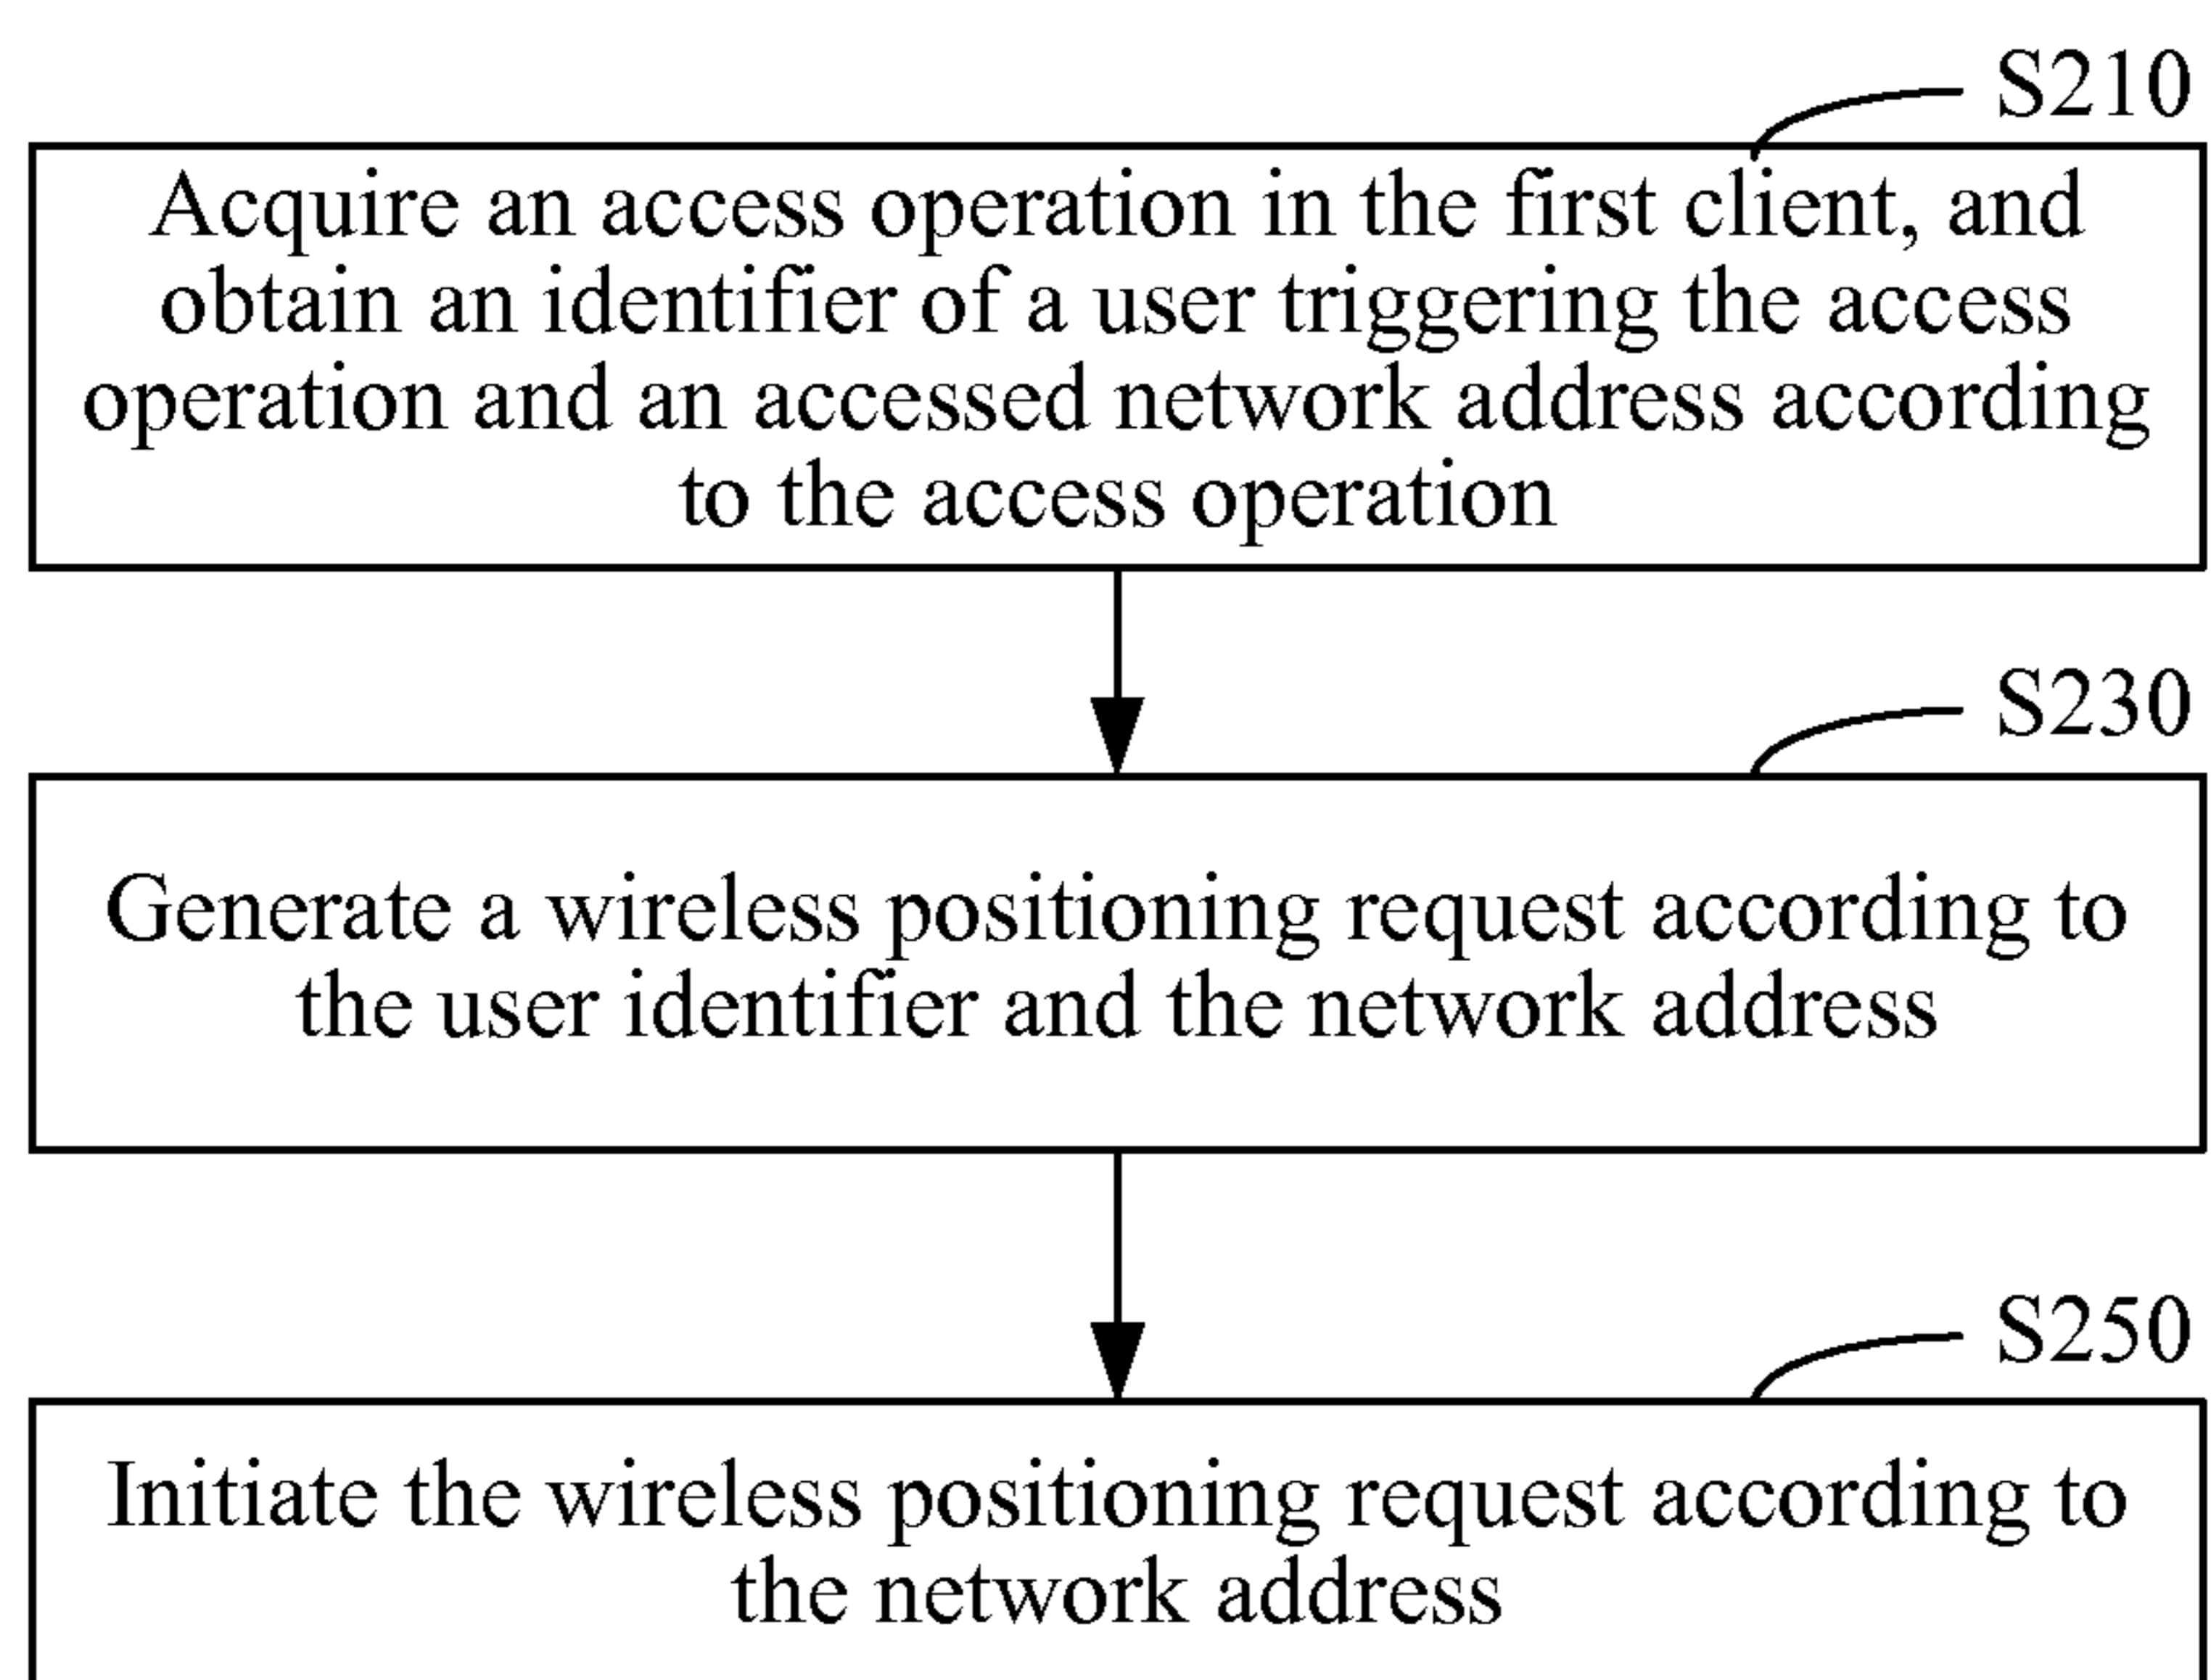 S210
Acquire an access operation in the first client, and
obtain an identifier of a user triggering the access
operation and an accessed network address according
to the access operation
S230
Generate a wireless positioning request according to
the user identifier and the network address
S250
Initiate the wireless positioning request according to
the network address